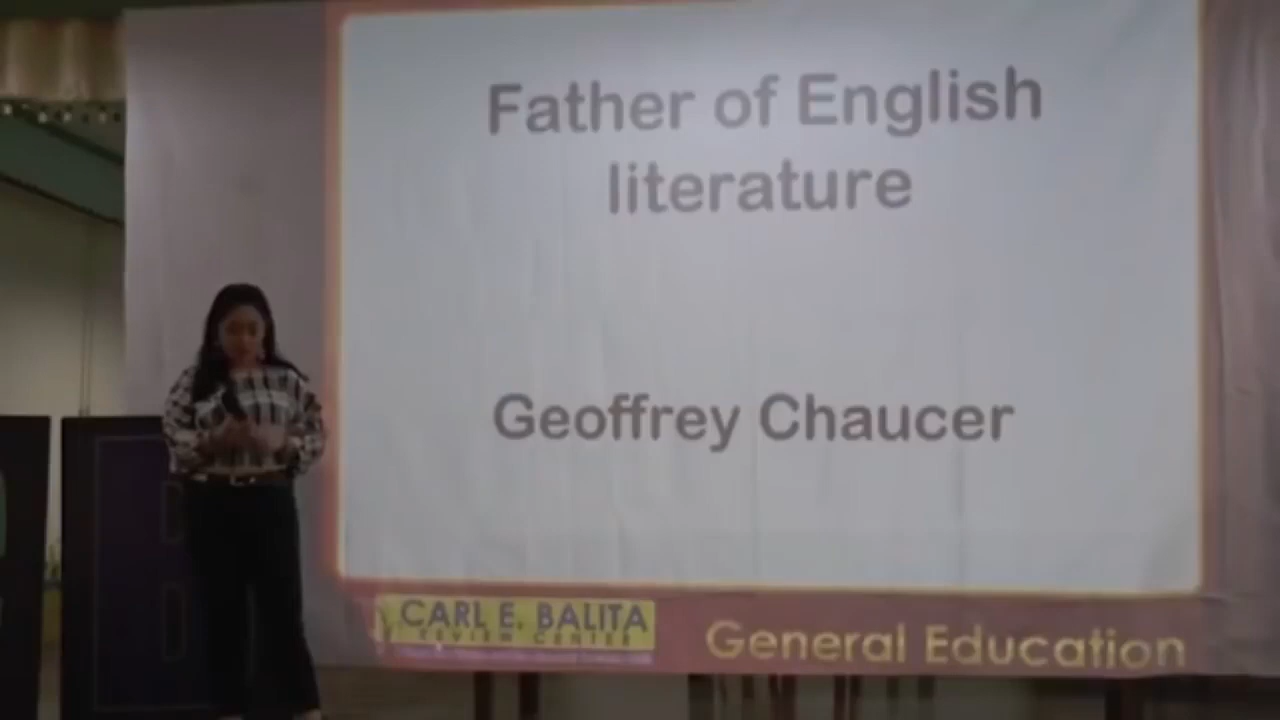 Father of English
literature
Geoffrey Chaucer
CARL E. BALITA
REVIEW CENTER
General Education